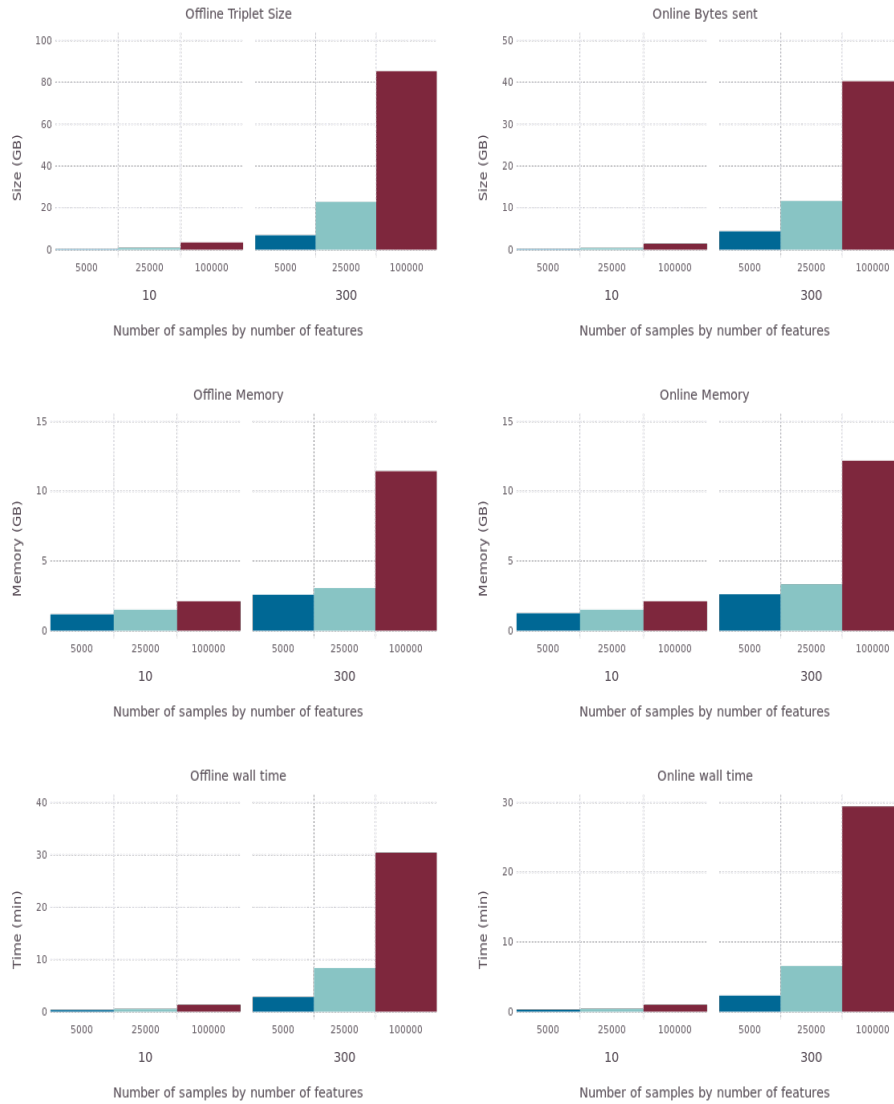 Offline Triplet Size
Size (GB)
100
80
60
40
20
0
5000 25000 100000 5000 25000 100000
10 300
Number of samples by number of features
Online Bytes sent
Size (GB)
50
40
30
20
10
0
5000 25000 100000 5000 25000 100000
10 300
Number of samples by number of features
Offline Memory
Memory (GB)
15
10
5
0
5000 25000 100000 5000 25000 100000
10 300
Number of samples by number of features
Online Memory
Memory (GB)
15
10
5
0
5000 25000 100000 5000 25000 100000
10 300
Number of samples by number of features
Offline wall time
Time (min)
40
30
20
10
0
5000 25000 100000 5000 25000 100000
10 300
Number of samples by number of features
Online wall time
Time (min)
30
20
10
0
5000 25000 100000 5000 25000 100000
10 300
Number of samples by number of features